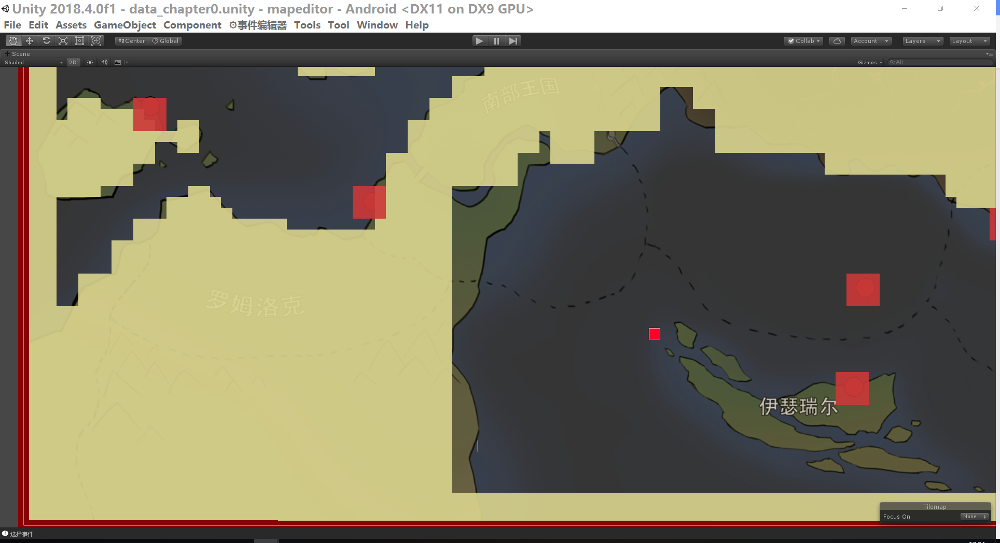 Unity 2018.4.0f1 - data_chapter0.unity - mapeditor - Android <DX11 on DX9 GPU>
File Edit Assets GameObject Component 事件编辑器 Tools Tool Window Help
Center Global Collab Account Layers Layout
Scene
Shaded 2D Gizmos All
南部王国
罗姆洛克
伊瑟瑞尔
Tilemap
Focus On None
选择事件